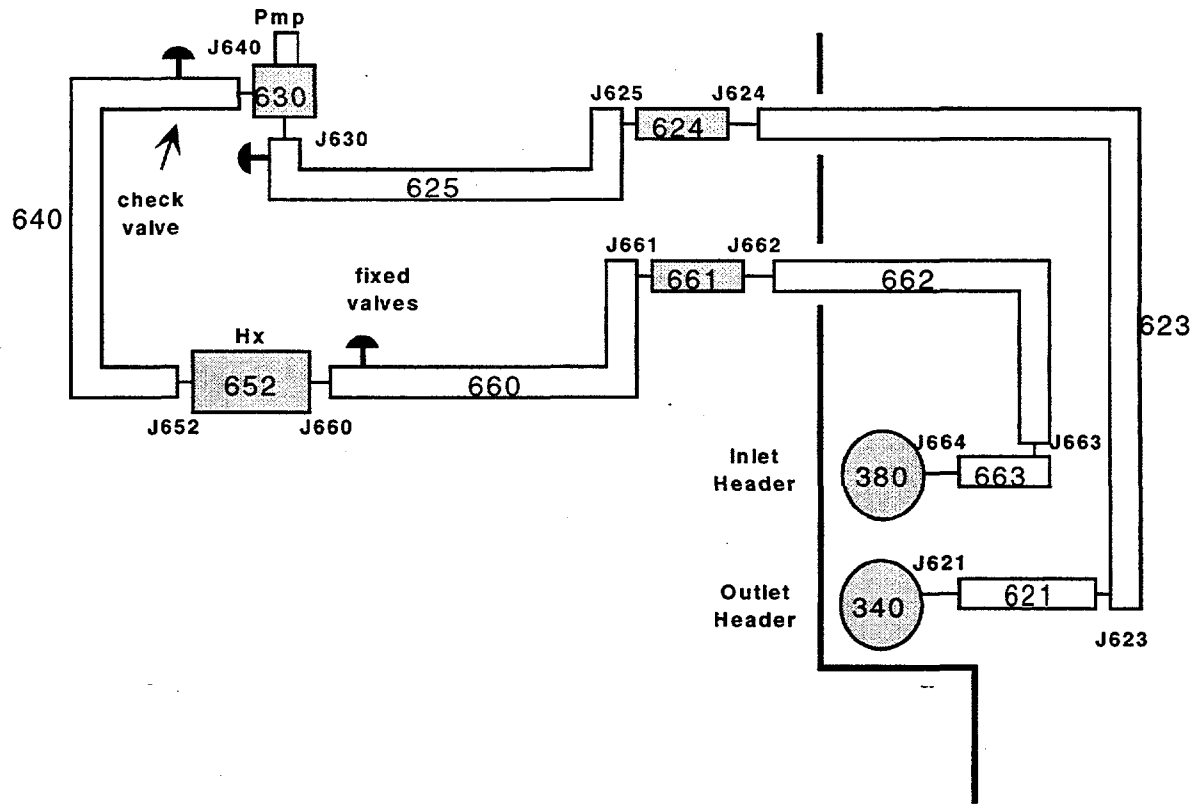 Pmp
J640
630
J630
J625
J624
624
625
check
valve
640
J661
J662
661
662
fixed
valves
623
Hx
652
660
J652
J660
Inlet
Header
J664
J663
380
663
J621
Outlet
Header
340
621
J623